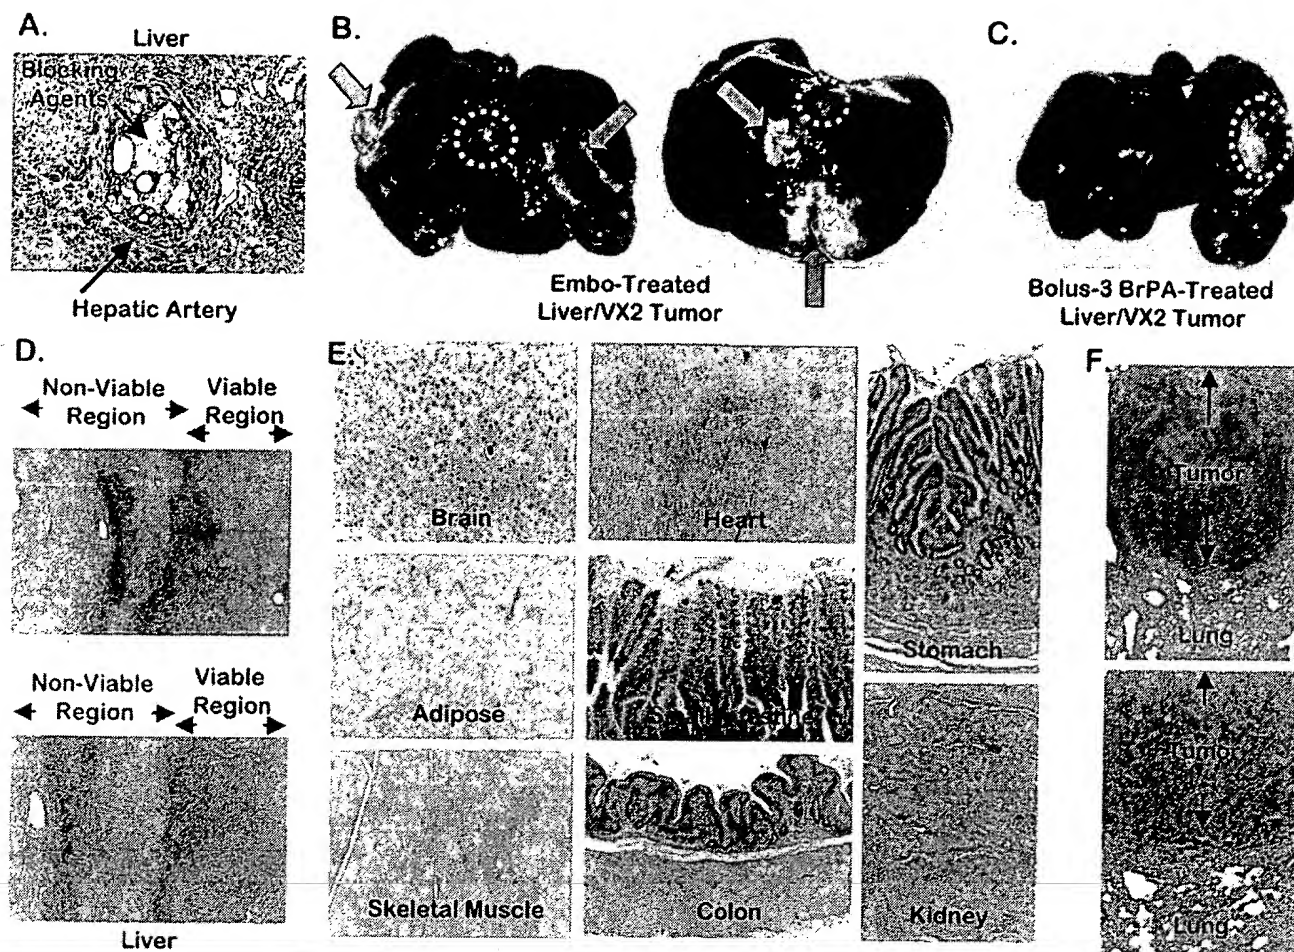 A.
Liver
Blocking
Agents
Hepatic Artery
B.
Embo-Treated
Liver/VX2 Tumor
C.
Bolus-3 BrPA-Treated
Liver/VX2 Tumor
D.
Non-Viable
Region
Viable
Region
Non-Viable
Region
Viable
Region
Liver
E.
Brain
Heart
Stomach
Adipose
Skeletal Muscle
Colon
Kidney
F.
Tumor
Lung
Tumor
Lung